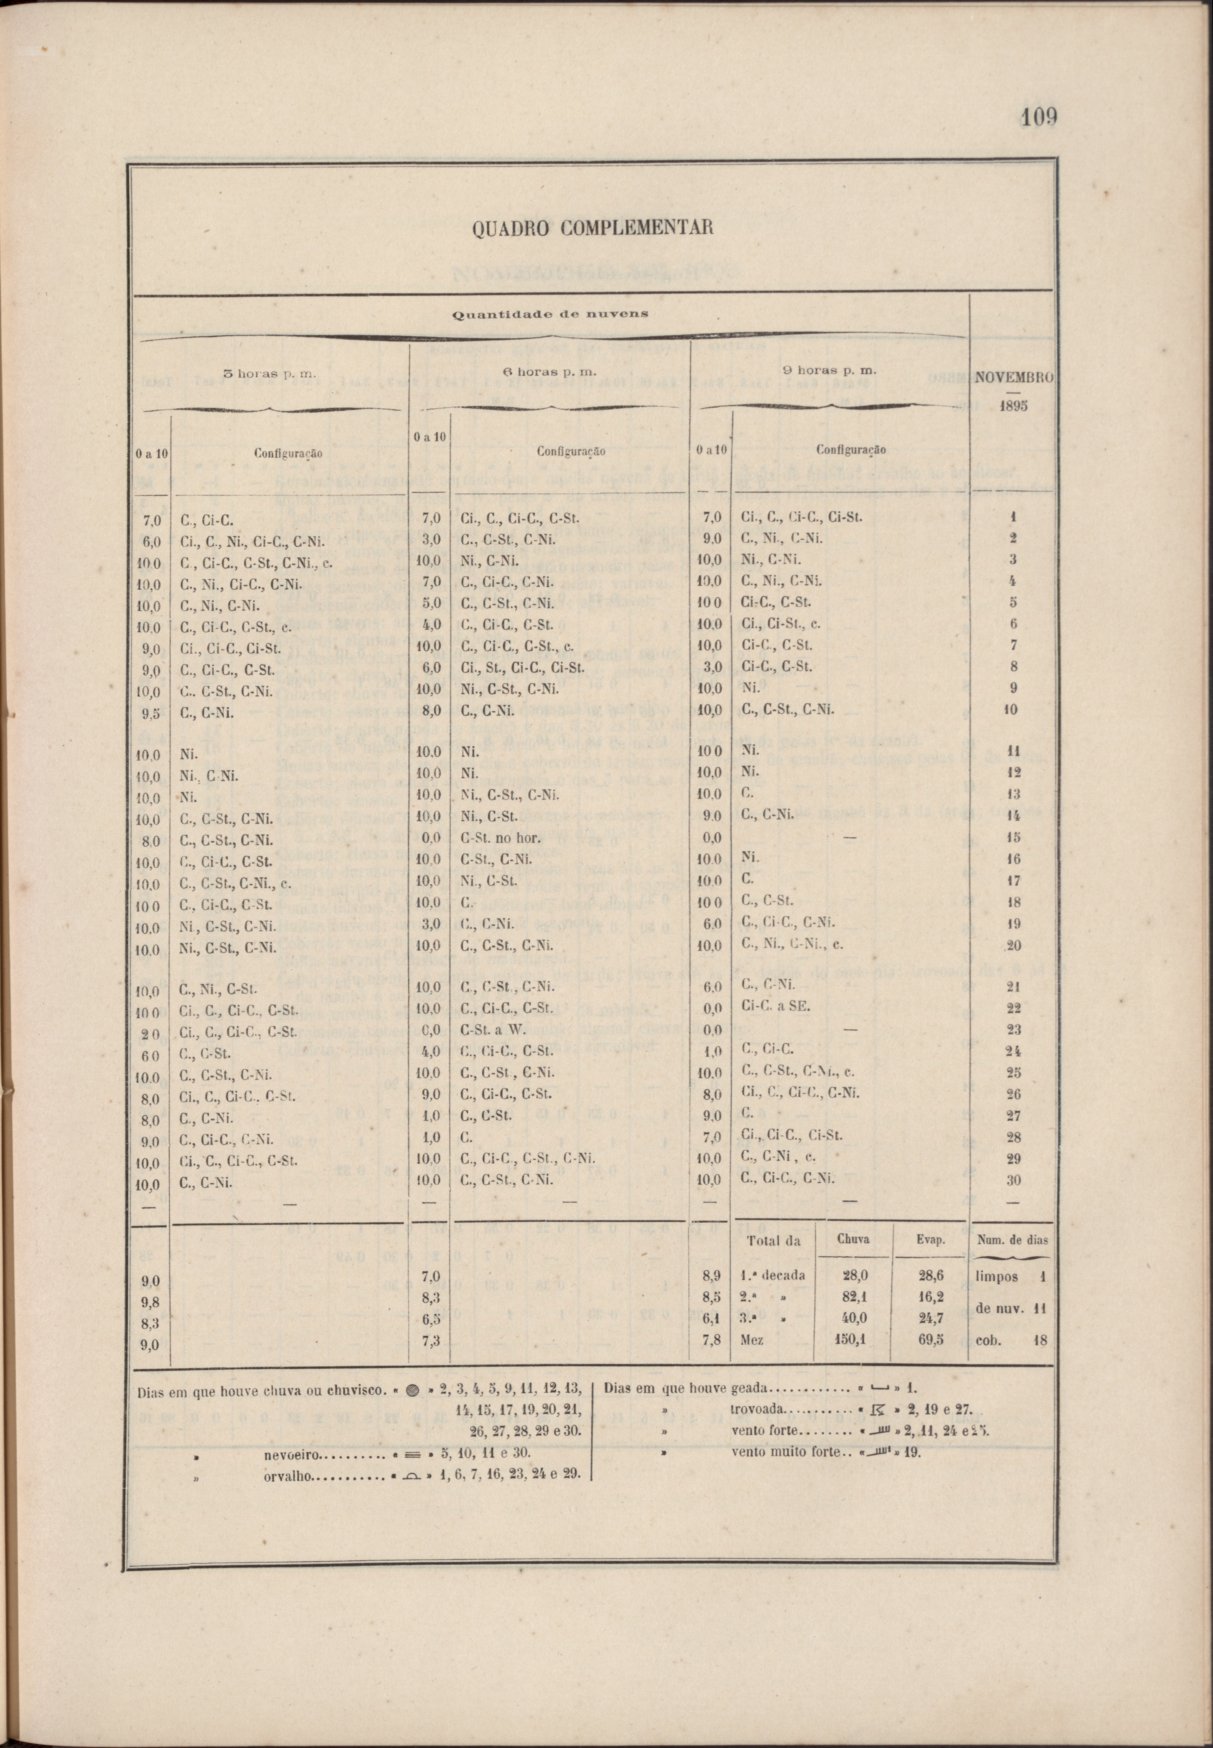 109
QUADRO COMPLEMENTAR
Quantidade de nuvens
3 horas p. m. 6 horas p. m. 9 horas p. m. NOVEMBRO
1895
0 a 10 Configuração 0 a 10 Configuração 0 a 10 Configuração
7,0 C., Ci-C. 7,0 Ci., C., Ci-C., C-St. 7,0 Ci., C., Ci-C., Ci-St. 1
6,0 Ci., C., Ni., Ci-C., C-Ni. 3,0 C., C-St., C-Ni. 9,0 C., Ni., C-Ni. 2
10,0 C., Ci-C., C-St., C-Ni., c. 10,0 Ni., C-Ni. 10,0 Ni., C-Ni. 3
10,0 C., Ni., Ci-C., C-Ni. 7,0 C., Ci-C., C-Ni. 10,0 C., Ni., C-Ni. 4
10,0 C., Ni., C-Ni. 5,0 C., C-St., C-Ni. 10 0 Ci-C., C-St. 5
10,0 C., Ci-C., C-St., c. 4,0 C., Ci-C., C-St. 10,0 Ci., Ci-St., c. 6
9,0 Ci., Ci-C., Ci-St. 10,0 C., Ci-C., C-St., c. 10,0 Ci-C., C-St. 7
9,0 C., Ci-C., C-St. 6,0 Ci., St., Ci-C., Ci-St. 3,0 Ci-C., C-St. 8
10,0 C.. C-St., C-Ni. 10,0 Ni., C-St., C-Ni. 10,0 Ni. 9
9,5 C., C-Ni. 8,0 C., C-Ni. 10,0 C., C-St., C-Ni. 10
10,0 Ni. 10,0 Ni. 10 0 Ni. 11
10,0 Ni., C-Ni. 10,0 Ni. 10,0 Ni. 12
10,0 Ni. 10,0 Ni., C-St., C-Ni. 10,0 C. 13
10,0 C., C-St., C-Ni. 10,0 Ni., C-St. 9,0 C., C-Ni. 14
8,0 C., C-St., C-Ni. 0,0 C-St. no hor. 0,0 — 15
10,0 C., Ci-C., C-St. 10,0 C-St., C-Ni. 10,0 Ni. 16
10,0 C., C-St., C-Ni., c. 10,0 Ni., C-St. 10,0 C. 17
10 0 C., Ci-C., C-St. 10,0 C. 10 0 C., C-St. 18
10,0 Ni., C-St., C-Ni. 3,0 C., C-Ni. 6,0 C., Ci-C., C-Ni. 19
10,0 Ni., C-St., C-Ni. 10,0 C., C-St., C-Ni. 10,0 C., Ni., C-Ni., c. 20
10,0 C., Ni., C-St. 10,0 C., C-St., C-Ni. 6,0 C., C-Ni. 21
10 0 Ci., C., Ci-C., C-St. 10,0 C., Ci-C., C-St. 0,0 Ci-C. a SE. 22
2 0 Ci., C., Ci-C., C-St. 0,0 C-St. a W. 0,0 — 23
6 0 C., C-St. 4,0 C., Ci-C., C-St. 1,0 C., Ci-C. 24
10,0 C., C-St., C-Ni. 10,0 C., C-St., C-Ni. 10,0 C., C-St., C-Ni., c. 25
8,0 Ci., C., Ci-C., C-St. 9,0 C., Ci-C., C-St. 8,0 Ci., C., Ci-C., C-Ni. 26
8,0 C., C-Ni. 1,0 C., C-St. 9,0 C. 27
9,0 C., Ci-C., C-Ni. 1,0 C. 7,0 Ci., Ci-C., Ci-St. 28
10,0 Ci., C., Ci-C., C-St. 10,0 C., Ci-C., C-St., C-Ni. 10,0 C., C-Ni., c. 29
10,0 C., C-Ni. 10,0 C., C-St., C-Ni. 10,0 C., Ci-C., C-Ni. 30
— — — — — — —
Total da Chuva Evap. Num. de dias
9,0 7,0 8,9 1.ª decada 28,0 28,6 limpos 1
9,8 8,3 8,5 2.ª » 82,1 16,2
de nuv. 11
8,3 6,5 6,1 3.ª » 40,0 24,7
9,0 7,3 7,8 Mez 150,1 69,5 cob. 18
Dias em que houve chuva ou chuvisco. « » 2, 3, 4, 5, 9, 11, 12, 13,
14, 15, 17, 19, 20, 21,
26, 27, 28, 29 e 30.
» nevoeiro.......... « » 5, 10, 11 e 30.
» orvalho........... « » 1, 6, 7, 16, 23, 24 e 29.
Dias em que houve geada............ « » 1.
» trovoada........... « » 2, 19 e 27.
» vento forte........ « » 2, 11, 24 e 25.
» vento muito forte.. « » 19.